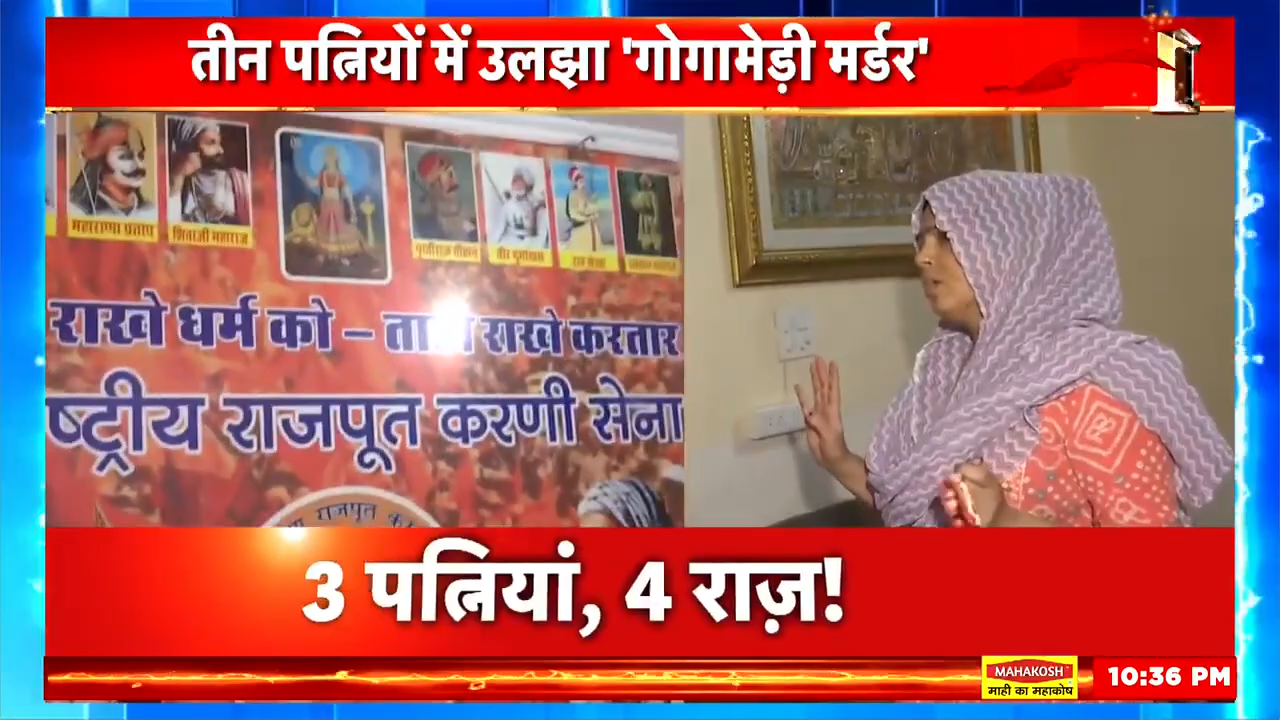 तीन पत्नियों में उलझा 'गोगामेड़ी मर्डर'
महाराणा प्रताप
शिवाजी महाराज
पृथ्वीराज चौहान
वीर दुर्गादास
राखे धर्म को – राखे करतार
ष्ट्रीय राजपूत करणी सेना
राजपूत
3 पत्नियां, 4 राज़!
MAHAKOSH
माही का महाकोष
10:36 PM